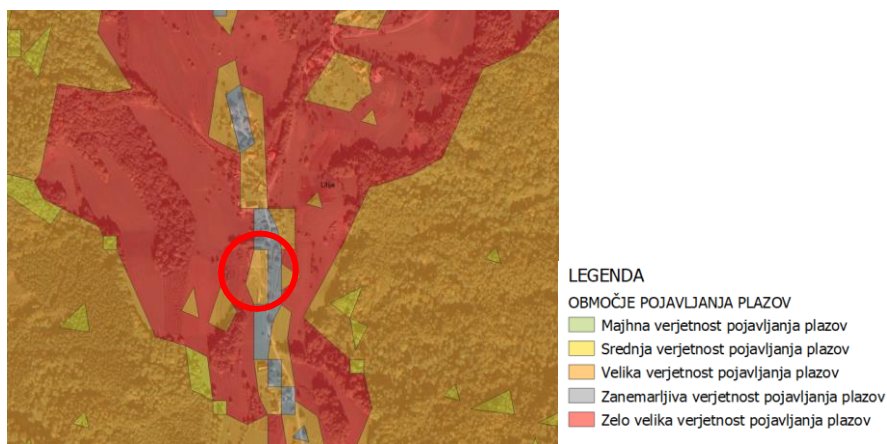 LEGENDA
OBMOČJE POJAVLJANJA PLAZOV
Majhna verjetnost pojavljanja plazov
Srednja verjetnost pojavljanja plazov
Velika verjetnost pojavljanja plazov
Zanemarljiva verjetnost pojavljanja plazov
Zelo velika verjetnost pojavljanja plazov